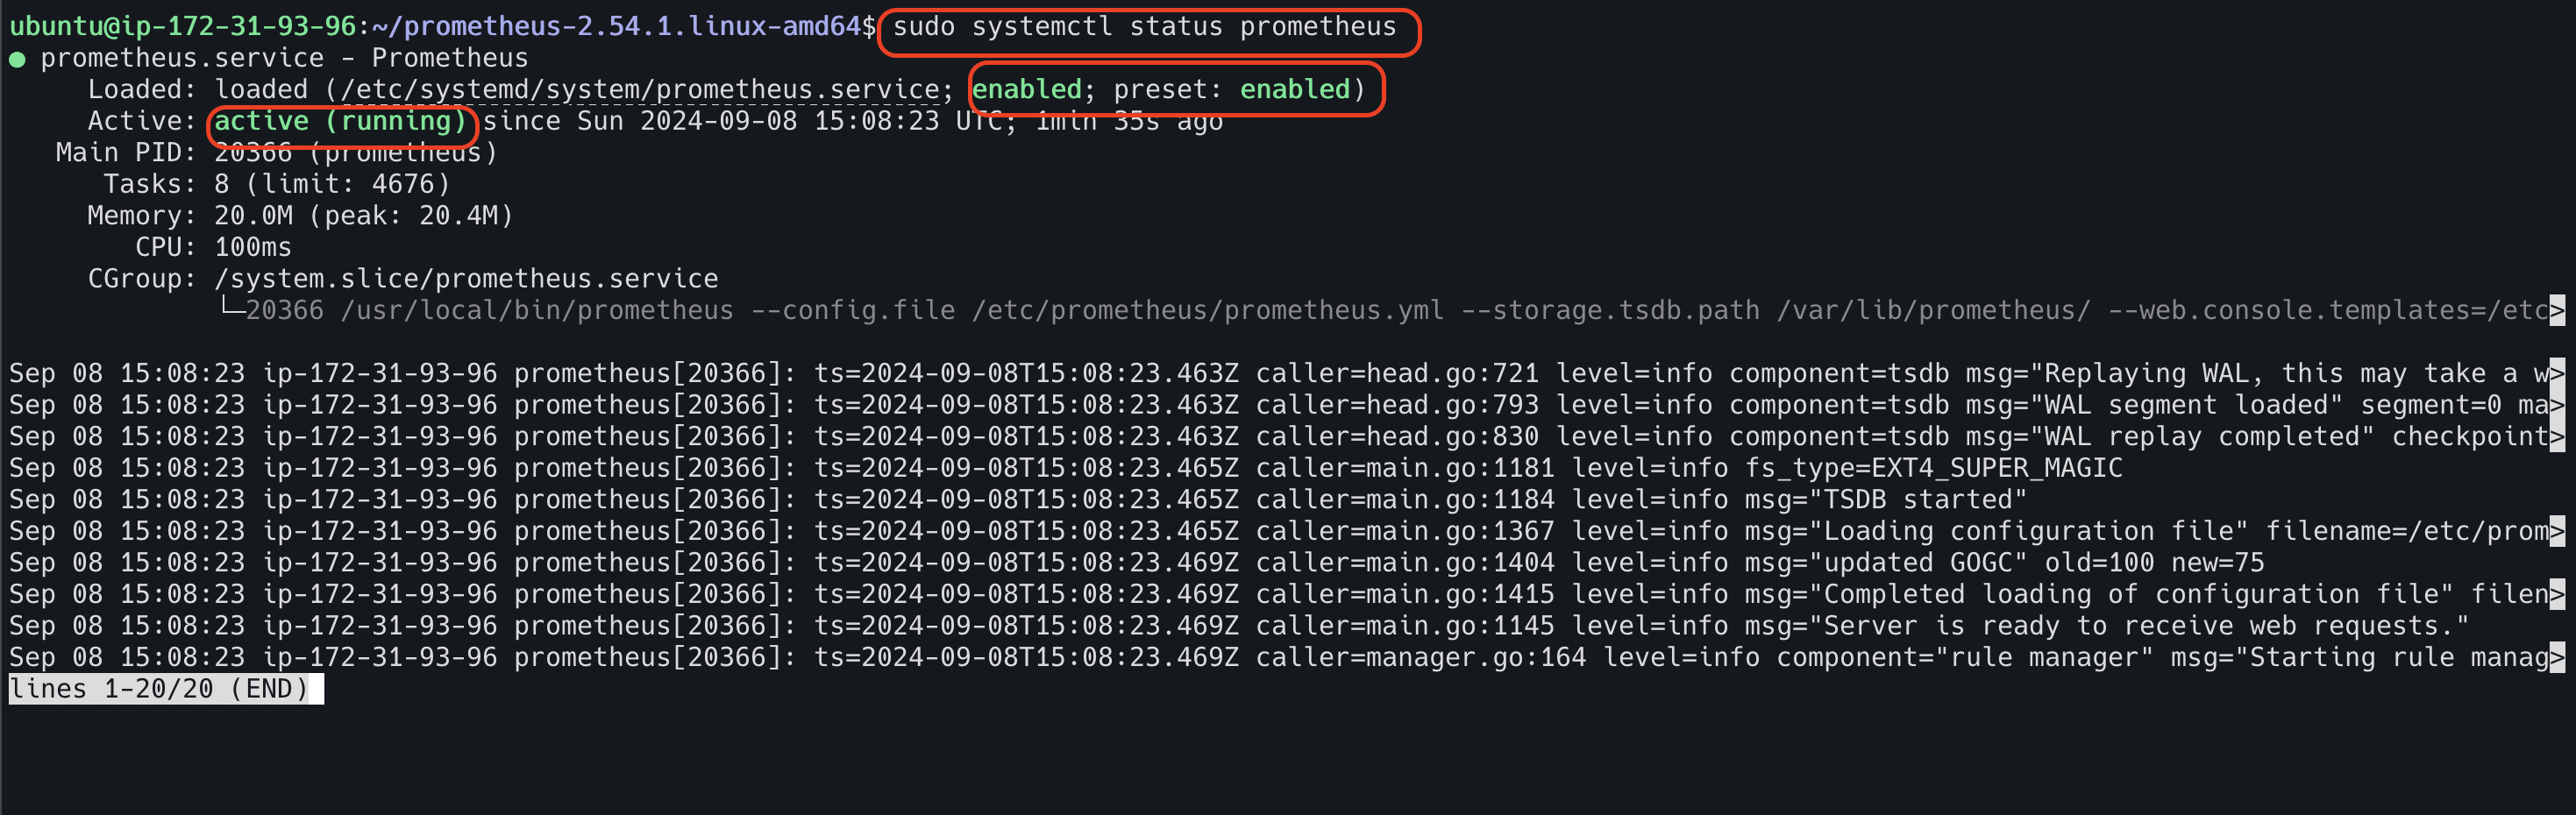 ubuntu@ip-172-31-93-96:~/prometheus-2.54.1.linux-amd64$ sudo systemctl status prometheus
● prometheus.service - Prometheus
Loaded: loaded (/etc/systemd/system/prometheus.service; enabled; preset: enabled)
Active: active (running) since Sun 2024-09-08 15:08:23 UTC; 1min 35s ago
Main PID: 20366 (prometheus)
Tasks: 8 (limit: 4676)
Memory: 20.0M (peak: 20.4M)
CPU: 100ms
CGroup: /system.slice/prometheus.service
└─20366 /usr/local/bin/prometheus --config.file /etc/prometheus/prometheus.yml --storage.tsdb.path /var/lib/prometheus/ --web.console.templates=/etc>
Sep 08 15:08:23 ip-172-31-93-96 prometheus[20366]: ts=2024-09-08T15:08:23.463Z caller=head.go:721 level=info component=tsdb msg="Replaying WAL, this may take a w>
Sep 08 15:08:23 ip-172-31-93-96 prometheus[20366]: ts=2024-09-08T15:08:23.463Z caller=head.go:793 level=info component=tsdb msg="WAL segment loaded" segment=0 ma>
Sep 08 15:08:23 ip-172-31-93-96 prometheus[20366]: ts=2024-09-08T15:08:23.463Z caller=head.go:830 level=info component=tsdb msg="WAL replay completed" checkpoint>
Sep 08 15:08:23 ip-172-31-93-96 prometheus[20366]: ts=2024-09-08T15:08:23.465Z caller=main.go:1181 level=info fs_type=EXT4_SUPER_MAGIC
Sep 08 15:08:23 ip-172-31-93-96 prometheus[20366]: ts=2024-09-08T15:08:23.465Z caller=main.go:1184 level=info msg="TSDB started"
Sep 08 15:08:23 ip-172-31-93-96 prometheus[20366]: ts=2024-09-08T15:08:23.465Z caller=main.go:1367 level=info msg="Loading configuration file" filename=/etc/prom>
Sep 08 15:08:23 ip-172-31-93-96 prometheus[20366]: ts=2024-09-08T15:08:23.469Z caller=main.go:1404 level=info msg="updated GOGC" old=100 new=75
Sep 08 15:08:23 ip-172-31-93-96 prometheus[20366]: ts=2024-09-08T15:08:23.469Z caller=main.go:1415 level=info msg="Completed loading of configuration file" filen>
Sep 08 15:08:23 ip-172-31-93-96 prometheus[20366]: ts=2024-09-08T15:08:23.469Z caller=main.go:1145 level=info msg="Server is ready to receive web requests."
Sep 08 15:08:23 ip-172-31-93-96 prometheus[20366]: ts=2024-09-08T15:08:23.469Z caller=manager.go:164 level=info component="rule manager" msg="Starting rule manag>
lines 1-20/20 (END)